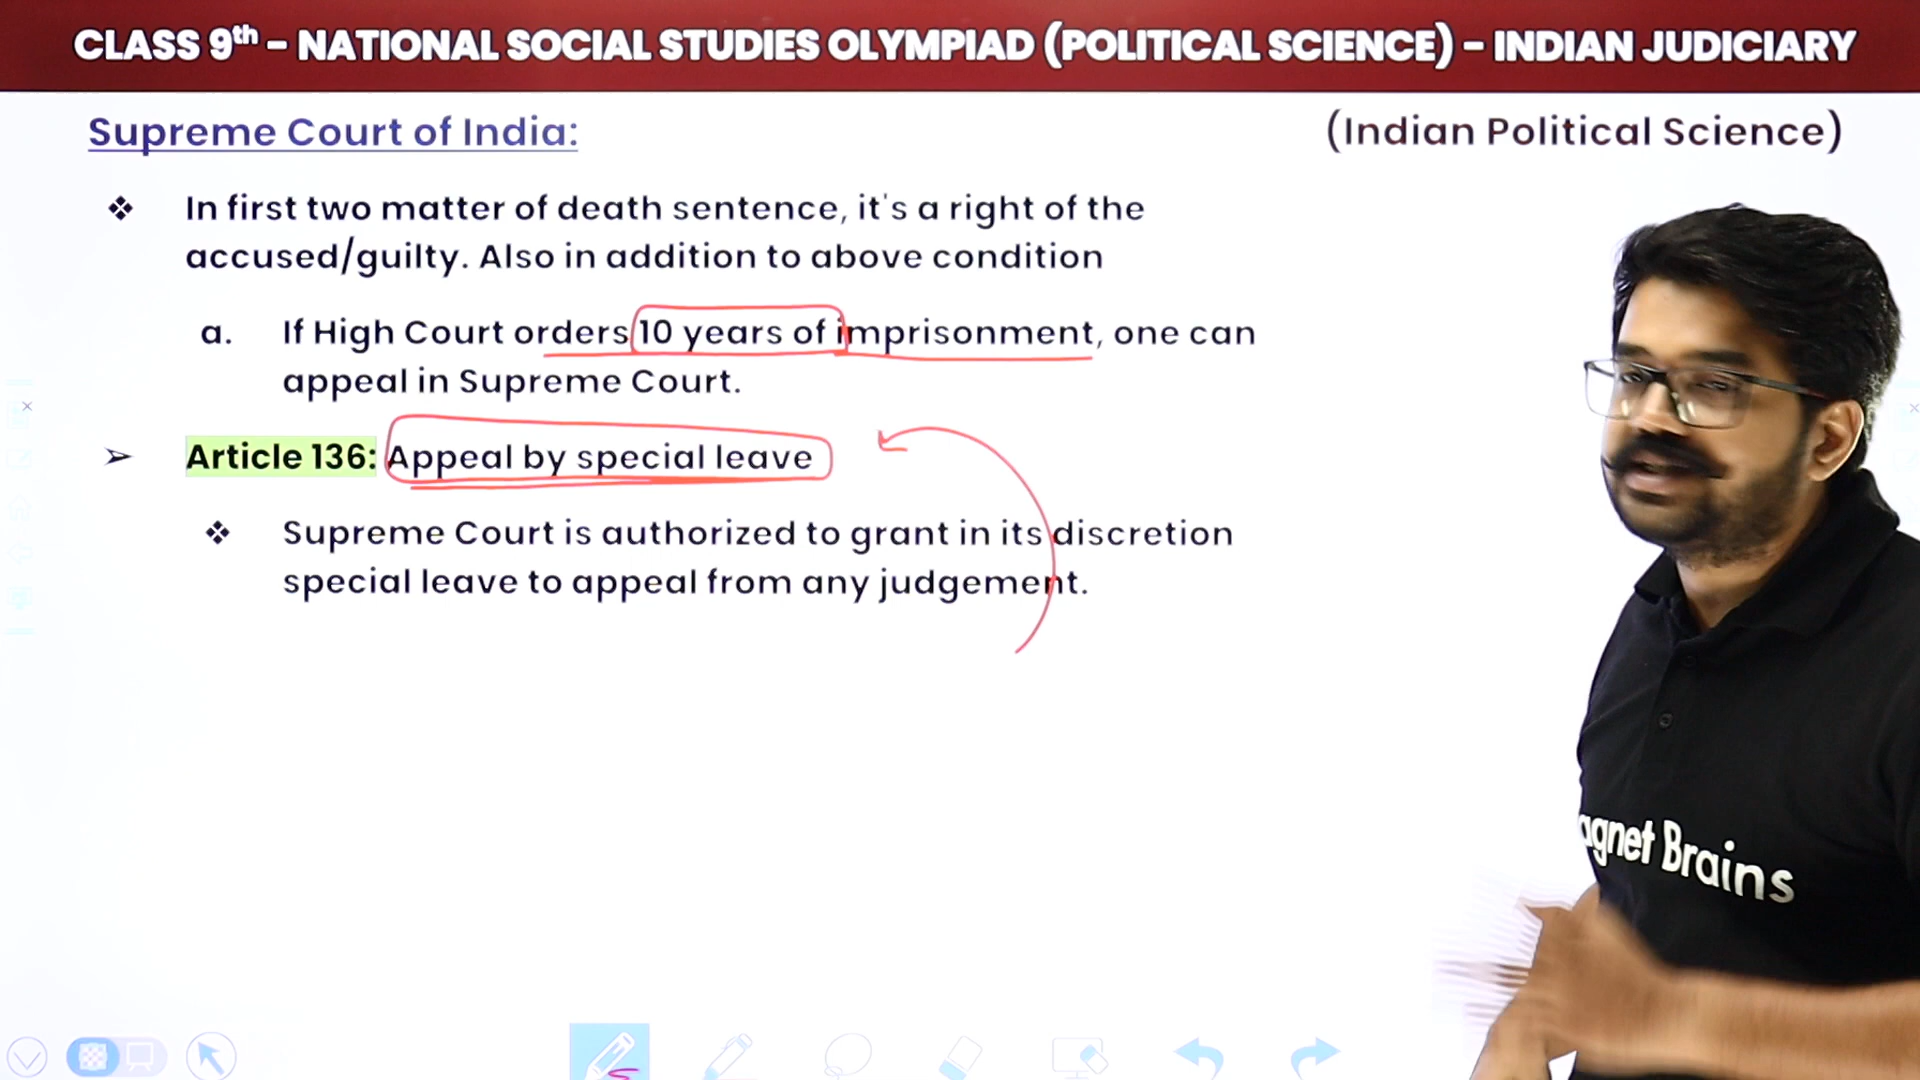 CLASS 9th – NATIONAL SOCIAL STUDIES OLYMPIAD (POLITICAL SCIENCE) – INDIAN JUDICIARY
Supreme Court of India:
(Indian Political Science)
❖ In first two matter of death sentence, it's a right of the
accused/guilty. Also in addition to above condition
a. If High Court orders 10 years of imprisonment, one can
appeal in Supreme Court.
➢ Article 136: Appeal by special leave
❖ Supreme Court is authorized to grant in its discretion
special leave to appeal from any judgement.
agnet Brains